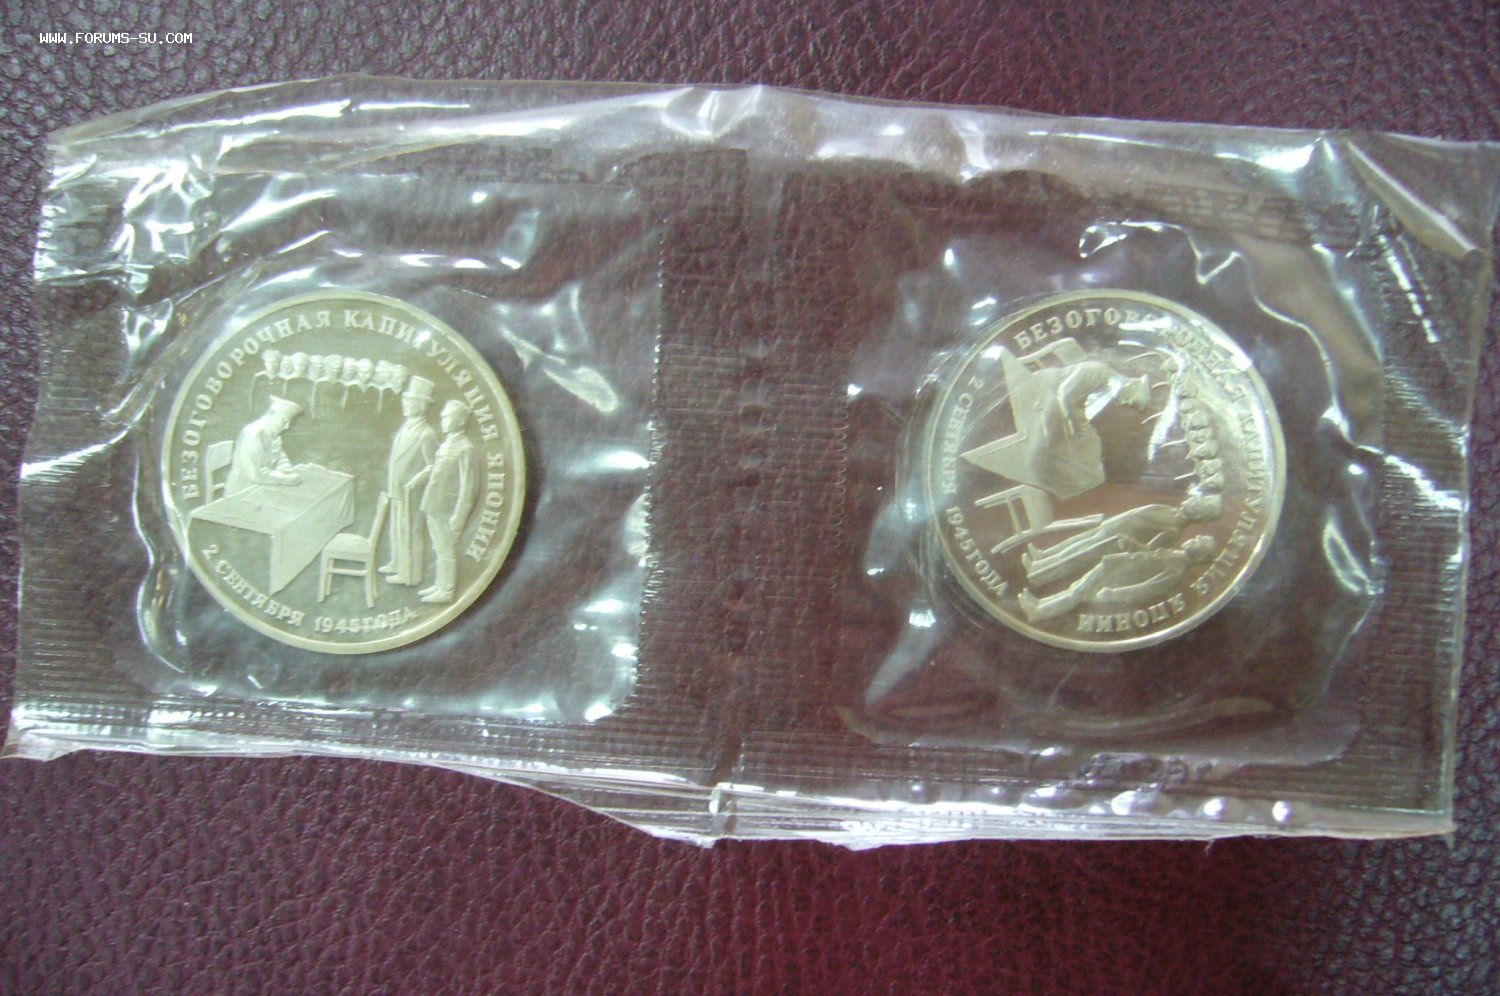 WWW.FORUMS-SU.COM
БЕЗОГОВОРОЧНАЯ КАПИТУЛЯЦИЯ ЯПОНИИ
2 СЕНТЯБРЯ 1945 ГОДА
БЕЗОГОВОРОЧНАЯ КАПИТУЛЯЦИЯ ЯПОНИИ
2 СЕНТЯБРЯ 1945 ГОДА